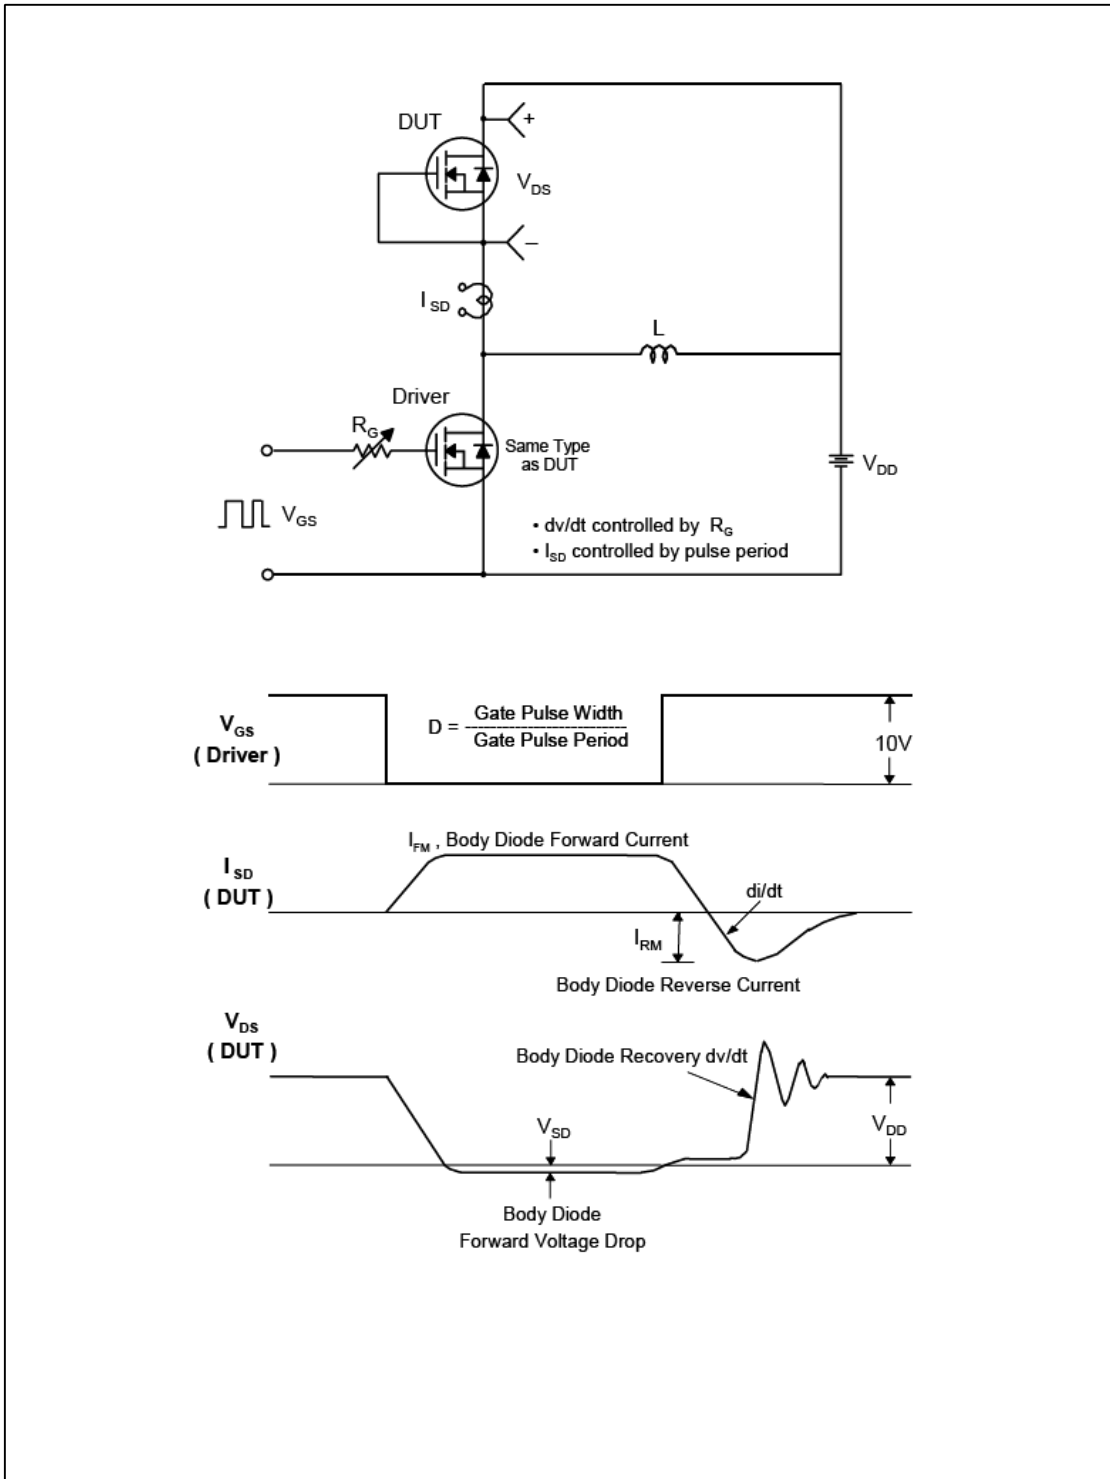 DUT
+
V_DS
–
I_SD
L
Driver
R_G
Same Type
as DUT
V_DD
V_GS
• dv/dt controlled by R_G
• I_SD controlled by pulse period
V_GS
( Driver )
D = Gate Pulse Width
Gate Pulse Period
10V
I_FM , Body Diode Forward Current
I_SD
( DUT )
di/dt
I_RM
Body Diode Reverse Current
V_DS
( DUT )
Body Diode Recovery dv/dt
V_SD
V_DD
Body Diode
Forward Voltage Drop